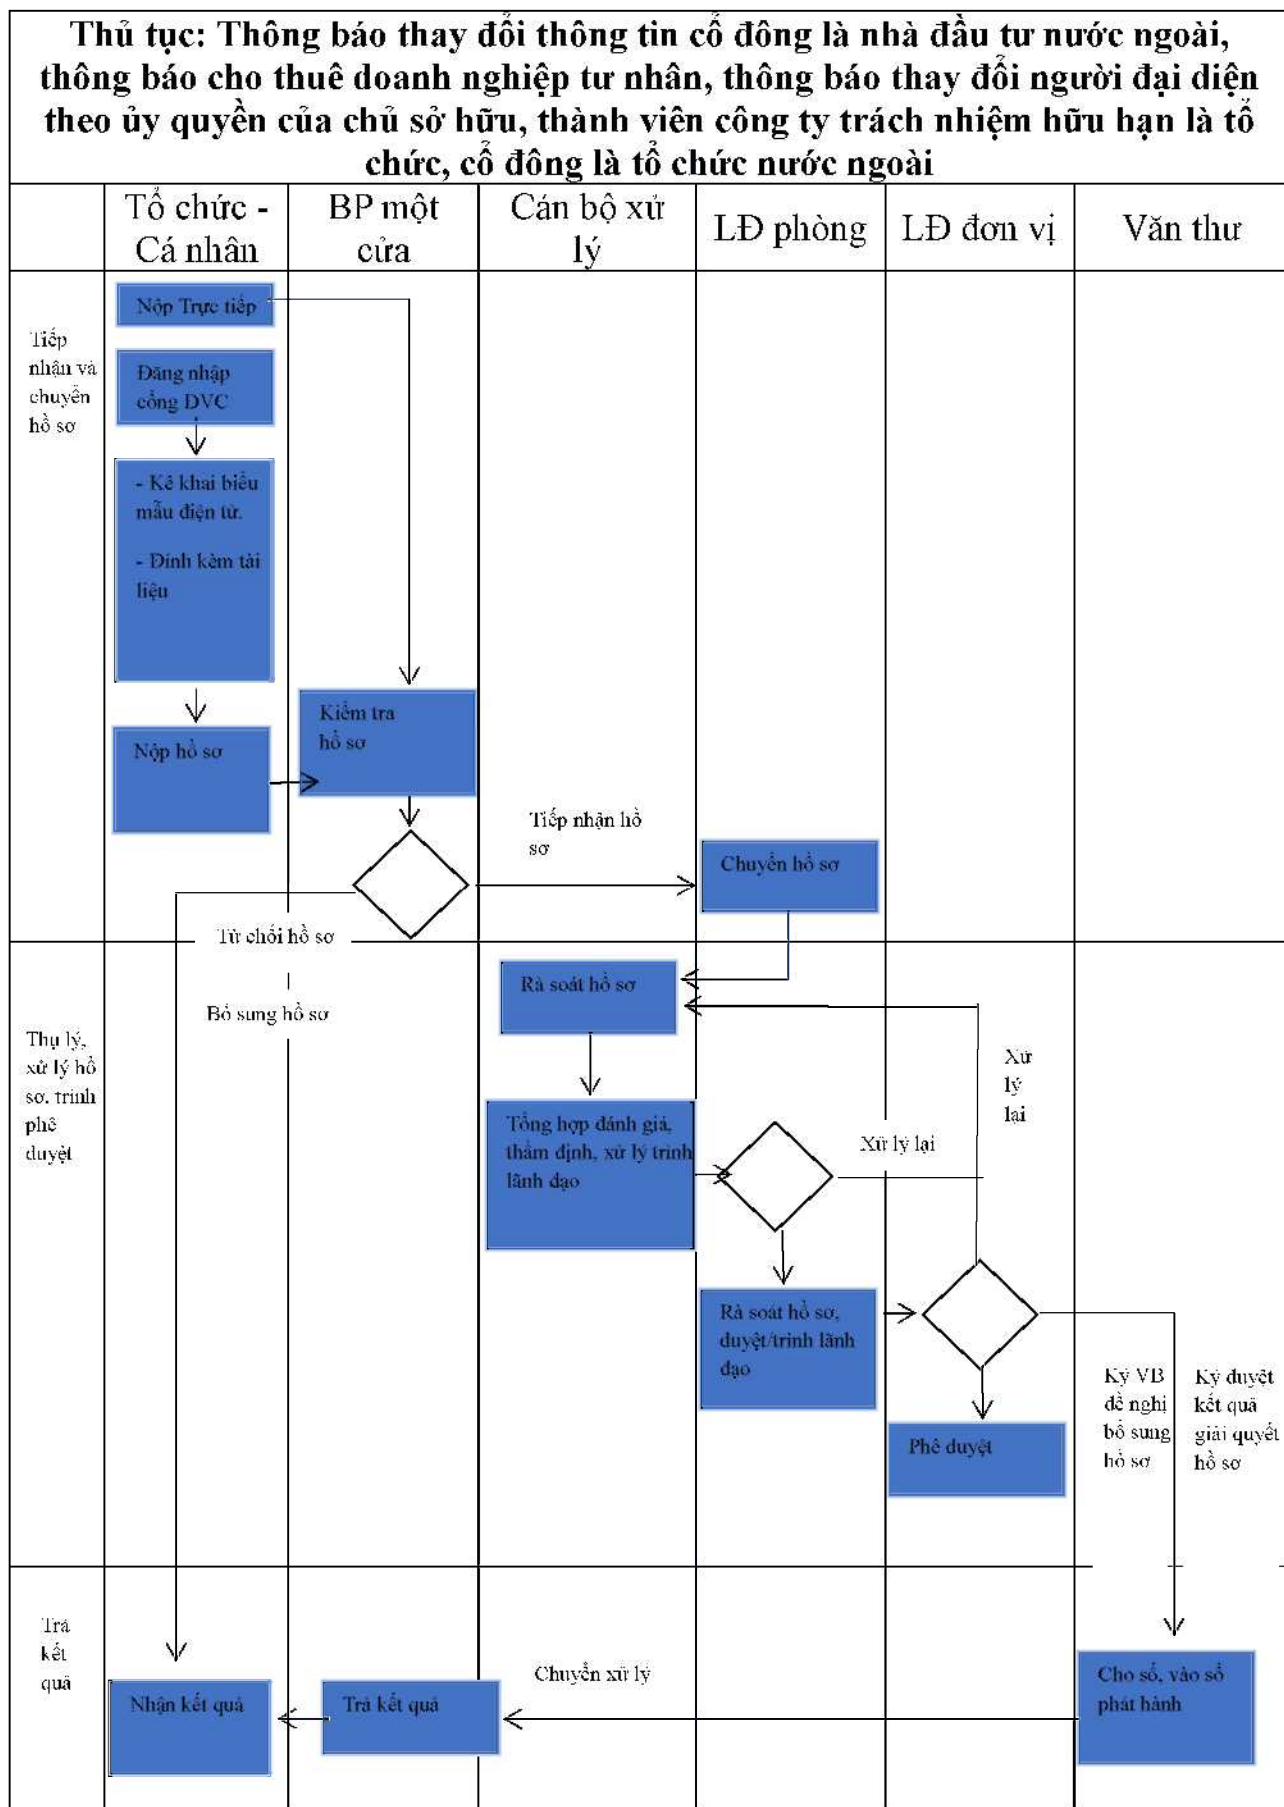 Thủ tục: Thông báo thay đổi thông tin cổ đông là nhà đầu tư nước ngoài,
thông báo cho thuê doanh nghiệp tư nhân, thông báo thay đổi người đại diện
theo ủy quyền của chủ sở hữu, thành viên công ty trách nhiệm hữu hạn là tổ
chức, cổ đông là tổ chức nước ngoài
Tổ chức -
Cá nhân
BP một
cửa
Cán bộ xử
lý
LĐ phòng
LĐ đơn vị
Văn thư
Tiếp
nhận và
chuyển
hồ sơ
Nộp Trực tiếp
Đăng nhập
cổng DVC
- Kê khai biểu
mẫu điện tử.
- Đính kèm tài
liệu
Nộp hồ sơ
Kiểm tra
hồ sơ
Tiếp nhận hồ
sơ
Chuyển hồ sơ
Từ chối hồ sơ
Bổ sung hồ sơ
Thụ lý,
xử lý hồ
sơ, trình
phê
duyệt
Rà soát hồ sơ
Tổng hợp đánh giá,
thẩm định, xử lý trình
lãnh đạo
Xử lý lại
Xử
lý
lại
Rà soát hồ sơ,
duyệt/trình lãnh
đạo
Phê duyệt
Ký VB
đề nghị
bổ sung
hồ sơ
Ký duyệt
kết quả
giải quyết
hồ sơ
Trả
kết
quả
Nhận kết quả
Trả kết quả
Chuyển xử lý
Cho số, vào sổ
phát hành